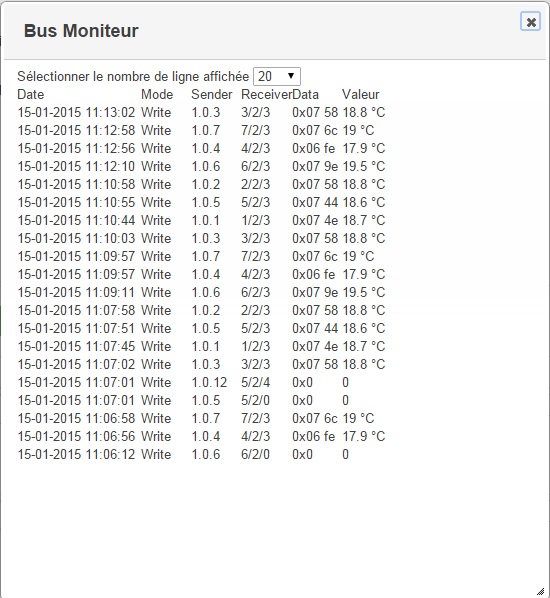 Bus Moniteur
Sélectionner le nombre de ligne affichée 20
Date Mode Sender Receiver Data Valeur
15-01-2015 11:13:02 Write 1.0.3 3/2/3 0x07 58 18.8 °C
15-01-2015 11:12:58 Write 1.0.7 7/2/3 0x07 6c 19 °C
15-01-2015 11:12:56 Write 1.0.4 4/2/3 0x06 fe 17.9 °C
15-01-2015 11:12:10 Write 1.0.6 6/2/3 0x07 9e 19.5 °C
15-01-2015 11:10:58 Write 1.0.2 2/2/3 0x07 58 18.8 °C
15-01-2015 11:10:55 Write 1.0.5 5/2/3 0x07 44 18.6 °C
15-01-2015 11:10:44 Write 1.0.1 1/2/3 0x07 4e 18.7 °C
15-01-2015 11:10:03 Write 1.0.3 3/2/3 0x07 58 18.8 °C
15-01-2015 11:09:57 Write 1.0.7 7/2/3 0x07 6c 19 °C
15-01-2015 11:09:57 Write 1.0.4 4/2/3 0x06 fe 17.9 °C
15-01-2015 11:09:11 Write 1.0.6 6/2/3 0x07 9e 19.5 °C
15-01-2015 11:07:58 Write 1.0.2 2/2/3 0x07 58 18.8 °C
15-01-2015 11:07:51 Write 1.0.5 5/2/3 0x07 44 18.6 °C
15-01-2015 11:07:45 Write 1.0.1 1/2/3 0x07 4e 18.7 °C
15-01-2015 11:07:02 Write 1.0.3 3/2/3 0x07 58 18.8 °C
15-01-2015 11:07:01 Write 1.0.12 5/2/4 0x0 0
15-01-2015 11:07:01 Write 1.0.5 5/2/0 0x0 0
15-01-2015 11:06:58 Write 1.0.7 7/2/3 0x07 6c 19 °C
15-01-2015 11:06:56 Write 1.0.4 4/2/3 0x06 fe 17.9 °C
15-01-2015 11:06:12 Write 1.0.6 6/2/0 0x0 0